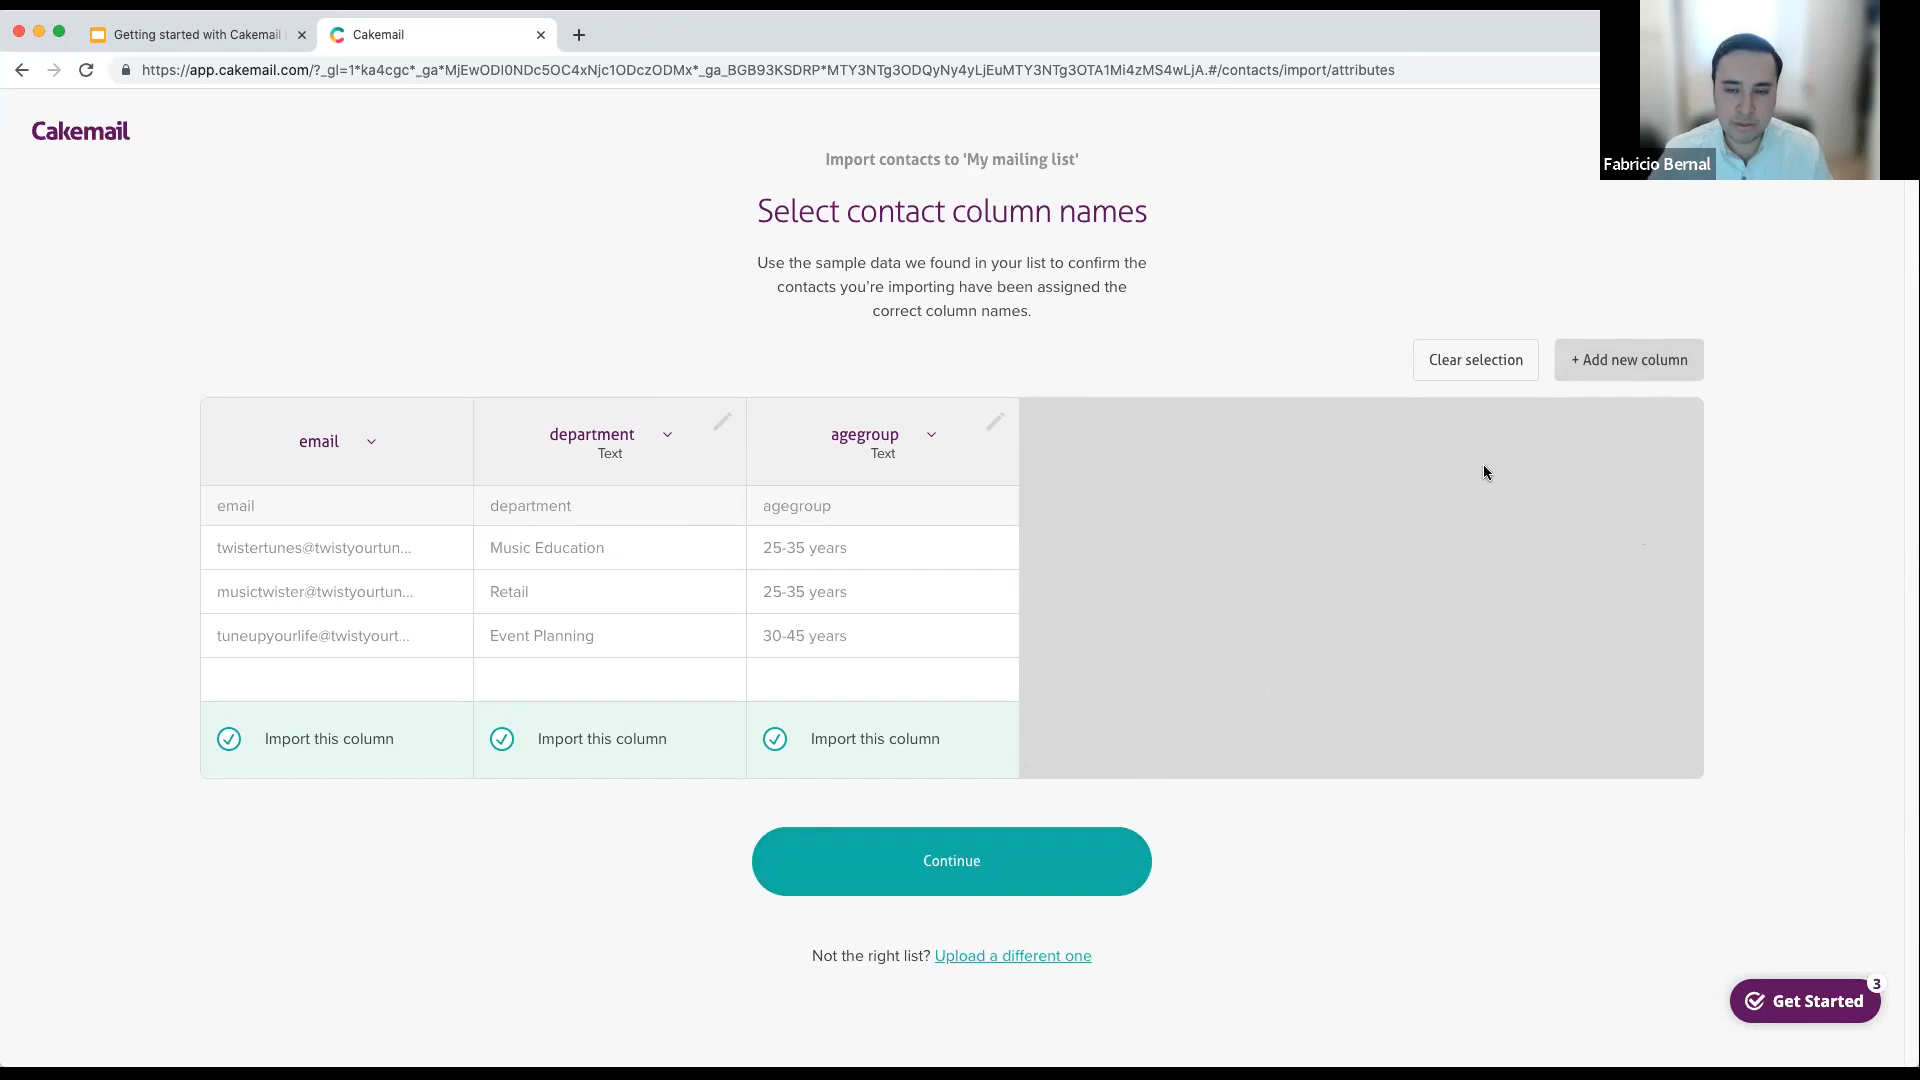 Getting started with Cakemail
Cakemail
https://app.cakemail.com/?_gl=1*ka4cgc*_ga*MjEwODI0NDc5OC4xNjc1ODczODMx*_ga_BGB93KSDRP*MTY3NTg3ODQyNy4yLjEuMTY3NTg3OTA1Mi4zMS4wLjA.#/contacts/import/attributes
Fabricio Bernal
Cakemail
Import contacts to 'My mailing list'
Select contact column names
Use the sample data we found in your list to confirm the
contacts you’re importing have been assigned the
correct column names.
Clear selection
+ Add new column
email
department
Text
agegroup
Text
email
department
agegroup
twistertunes@twistyourtun...
Music Education
25-35 years
musictwister@twistyourtun...
Retail
25-35 years
tuneupyourlife@twistyourt...
Event Planning
30-45 years
Import this column
Import this column
Import this column
Continue
Not the right list? Upload a different one
3
Get Started